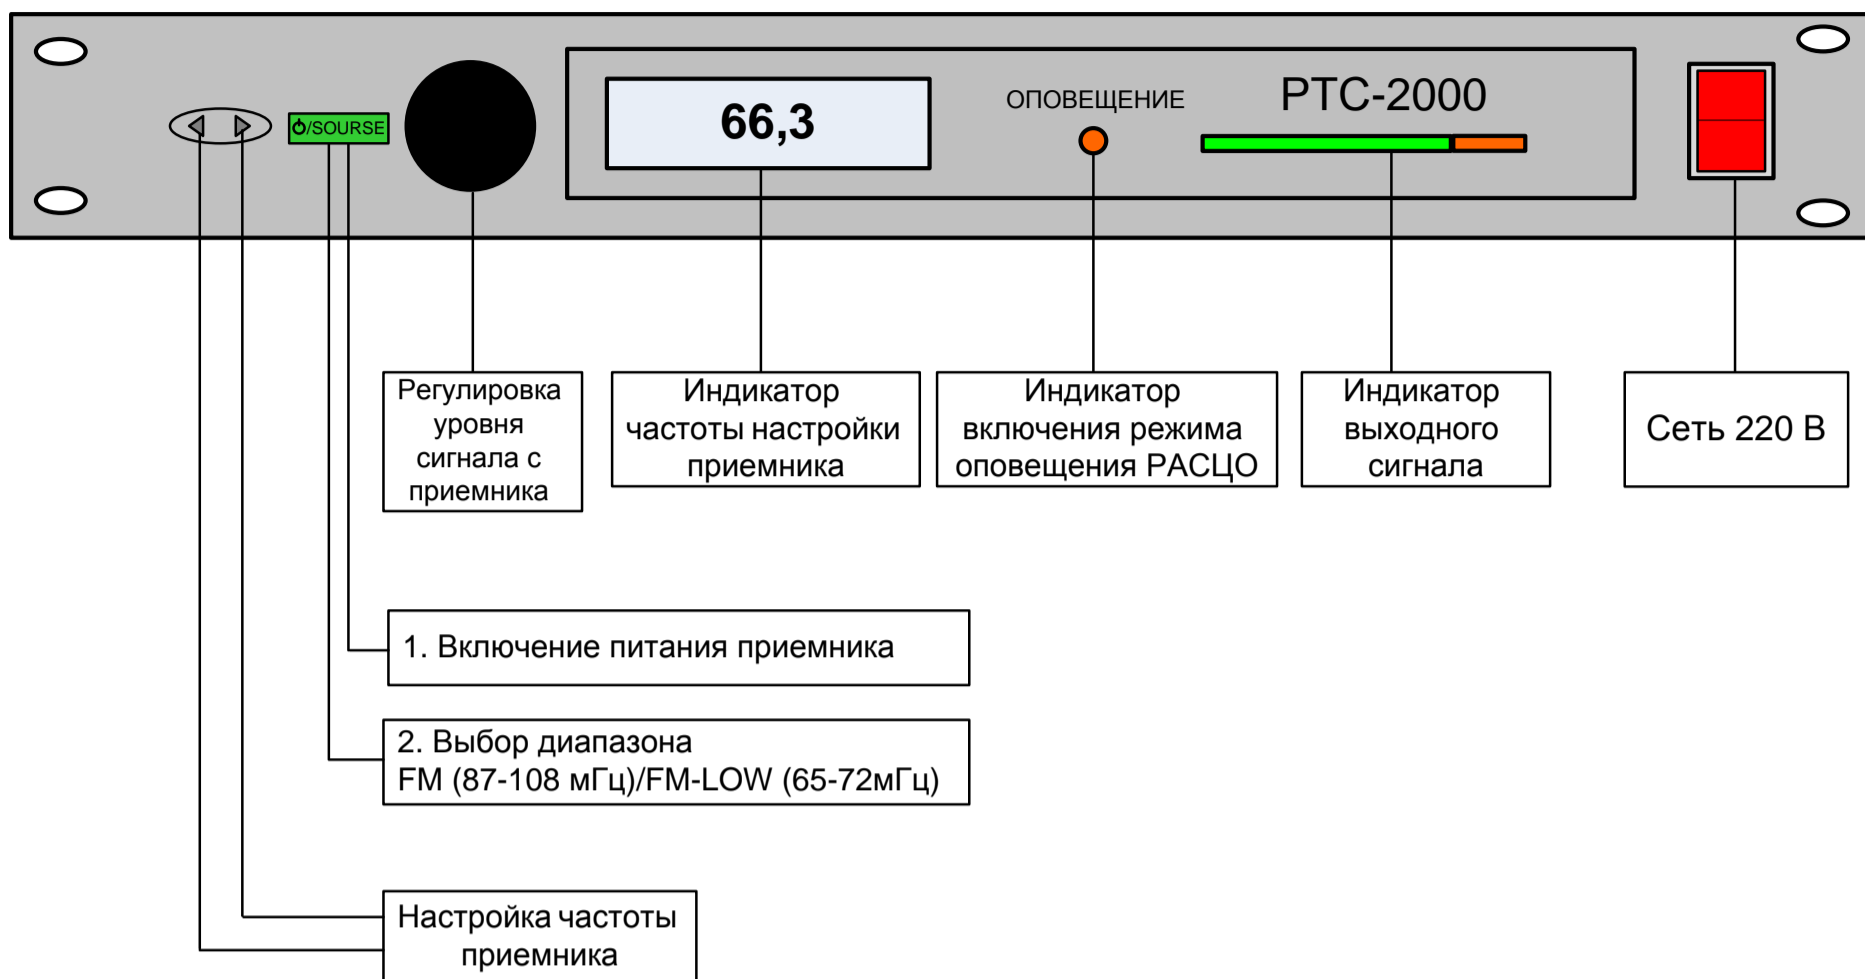 ⏻/SOURSE
66,3
ОПОВЕЩЕНИЕ
РТС-2000
Регулировка
уровня
сигнала с
приемника
Индикатор
частоты настройки
приемника
Индикатор
включения режима
оповещения РАСЦО
Индикатор
выходного
сигнала
Сеть 220 В
1. Включение питания приемника
2. Выбор диапазона
FM (87-108 мГц)/FM-LOW (65-72мГц)
Настройка частоты
приемника